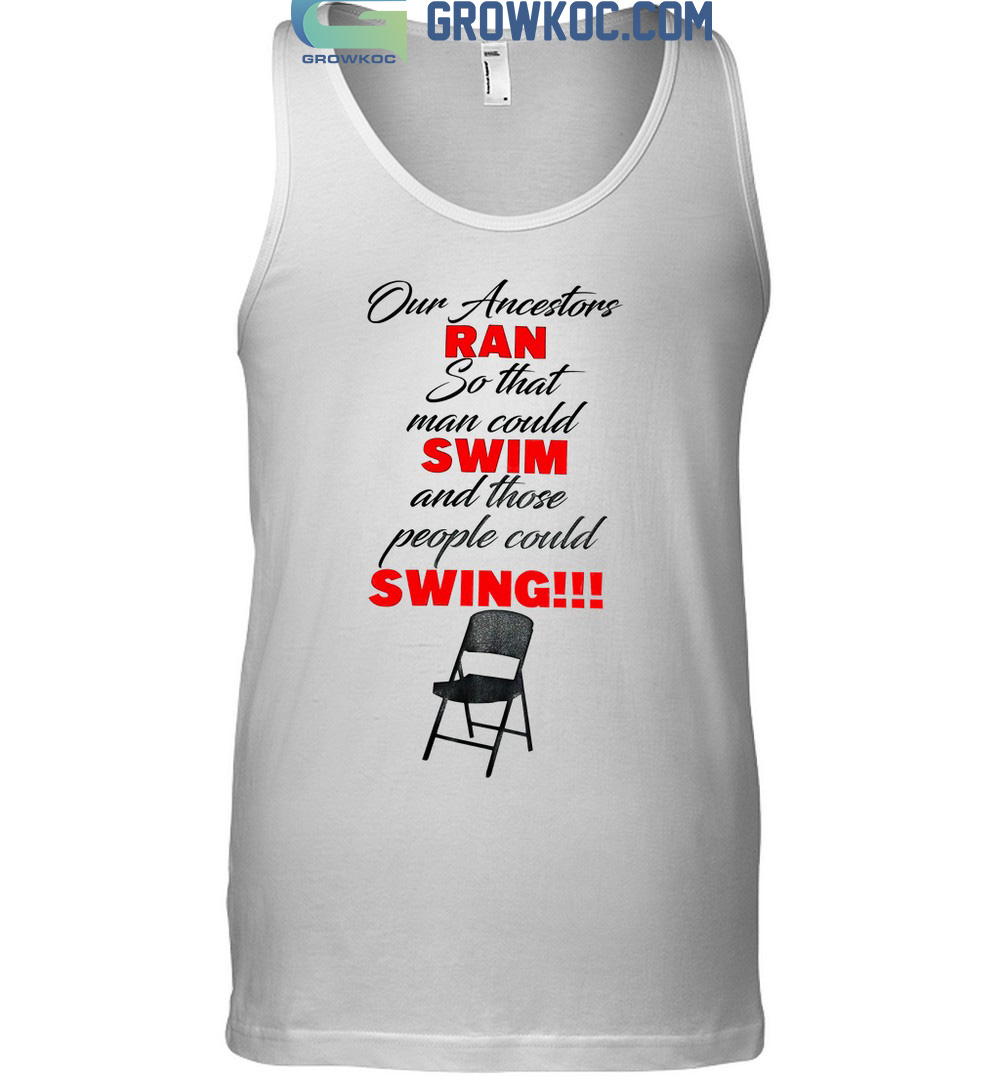 GROWKOC.COM
GROWKOC
Our Ancestors
RAN
So that
man could
SWIM
and those
people could
SWING!!!